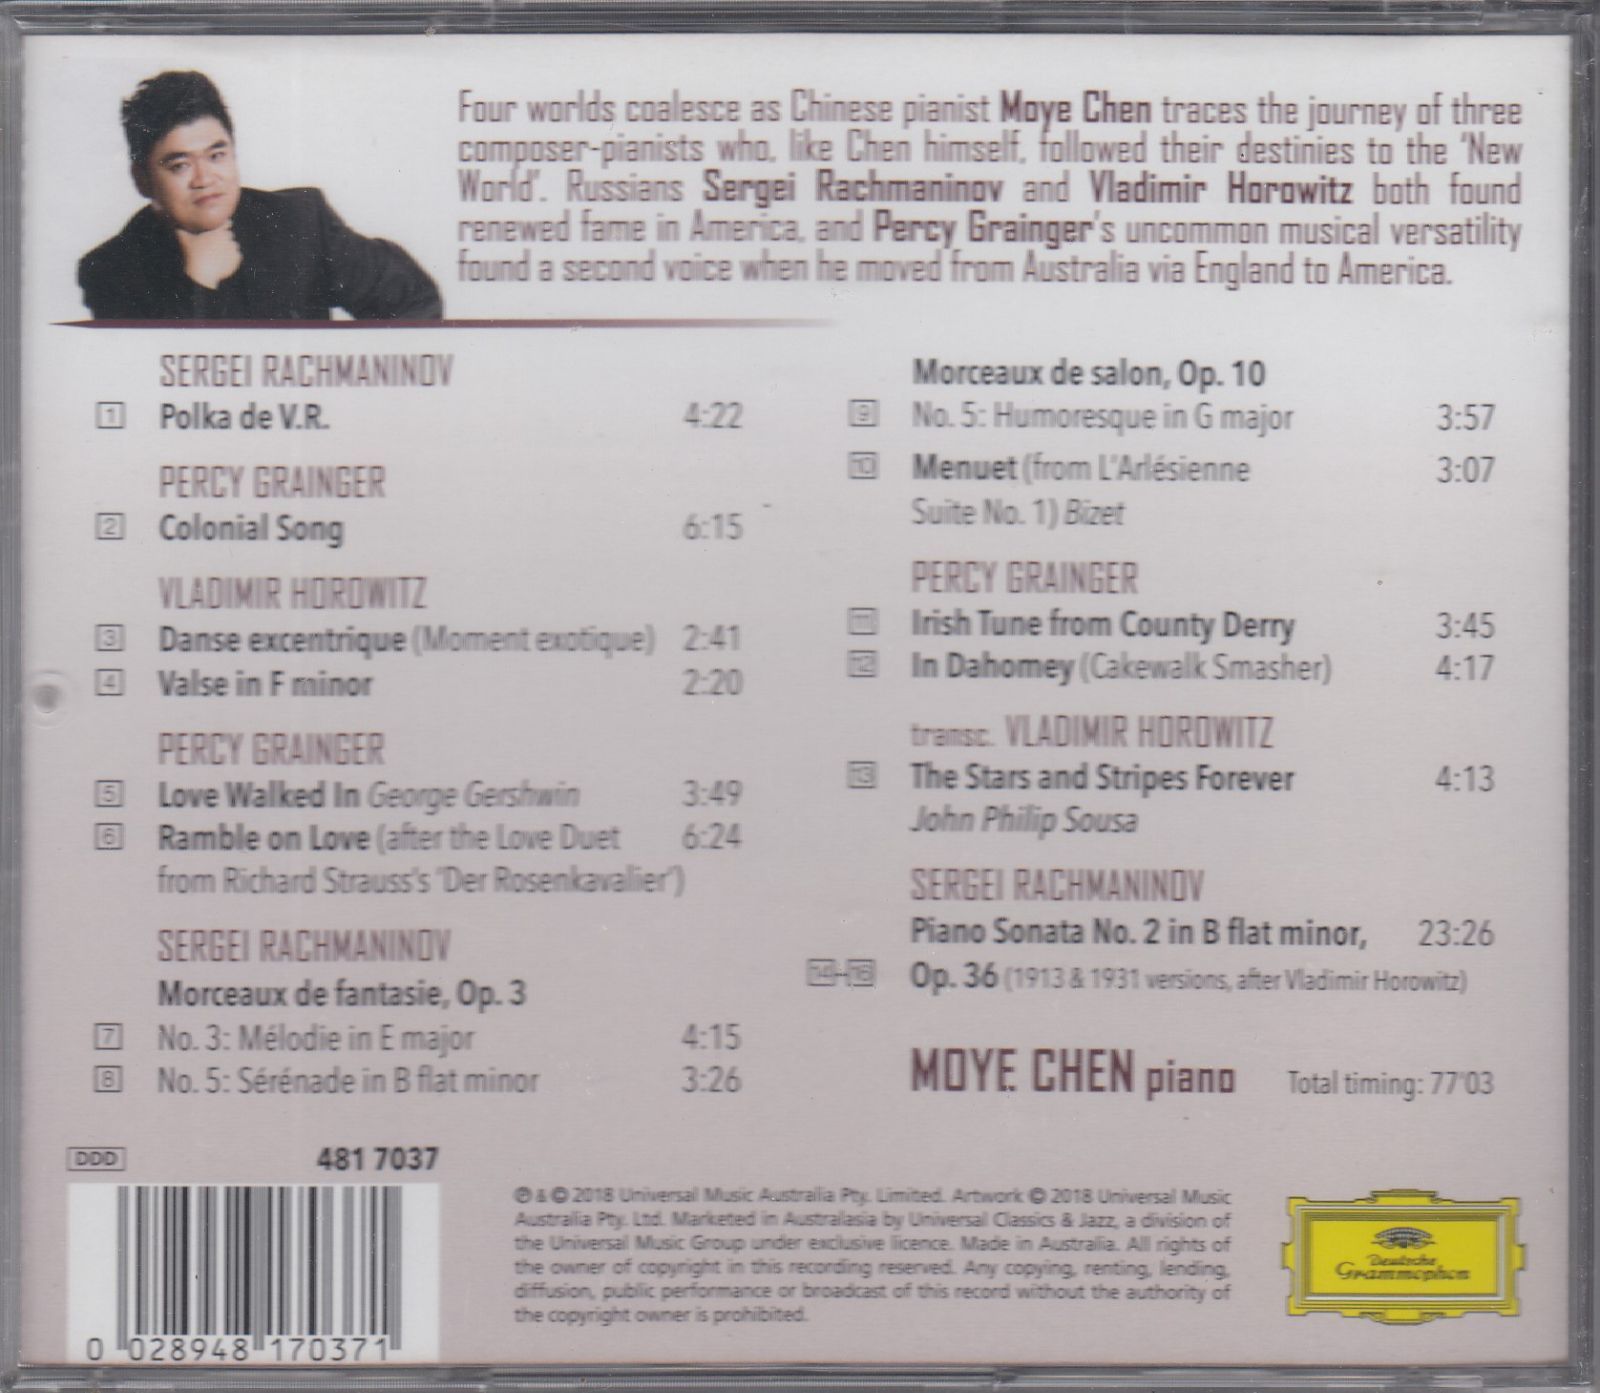 Four worlds coalesce as Chinese pianist Moye Chen traces the journey of three
composer-pianists who, like Chen himself, followed their destinies to the 'New
World'. Russians Sergei Rachmaninov and Vladimir Horowitz both found
renewed fame in America, and Percy Grainger's uncommon musical versatility
found a second voice when he moved from Australia via England to America.
SERGEI RACHMANINOV
1 Polka de V.R. 4:22
PERCY GRAINGER
2 Colonial Song 6:15
VLADIMIR HOROWITZ
3 Danse excentrique (Moment exotique) 2:41
4 Valse in F minor 2:20
PERCY GRAINGER
5 Love Walked In George Gershwin 3:49
6 Ramble on Love (after the Love Duet 6:24
from Richard Strauss's 'Der Rosenkavalier')
SERGEI RACHMANINOV
Morceaux de fantasie, Op. 3
7 No. 3: Mélodie in E major 4:15
8 No. 5: Sérénade in B flat minor 3:26
Morceaux de salon, Op. 10
9 No. 5: Humoresque in G major 3:57
10 Menuet (from L'Arlésienne 3:07
Suite No. 1) Bizet
PERCY GRAINGER
11 Irish Tune from County Derry 3:45
12 In Dahomey (Cakewalk Smasher) 4:17
transc. VLADIMIR HOROWITZ
13 The Stars and Stripes Forever 4:13
John Philip Sousa
SERGEI RACHMANINOV
Piano Sonata No. 2 in B flat minor, 23:26
14-16 Op. 36 (1913 & 1931 versions, after Vladimir Horowitz)
MOYE CHEN piano Total timing: 77'03
DDD 481 7037
0 028948 170371
℗ & © 2018 Universal Music Australia Pty. Limited. Artwork © 2018 Universal Music
Australia Pty. Ltd. Marketed in Australasia by Universal Classics & Jazz, a division of
the Universal Music Group under exclusive licence. Made in Australia. All rights of
the owner of copyright in this recording reserved. Any copying, renting, lending,
diffusion, public performance or broadcast of this record without the authority of
the copyright owner is prohibited.
Deutsche
Grammophon